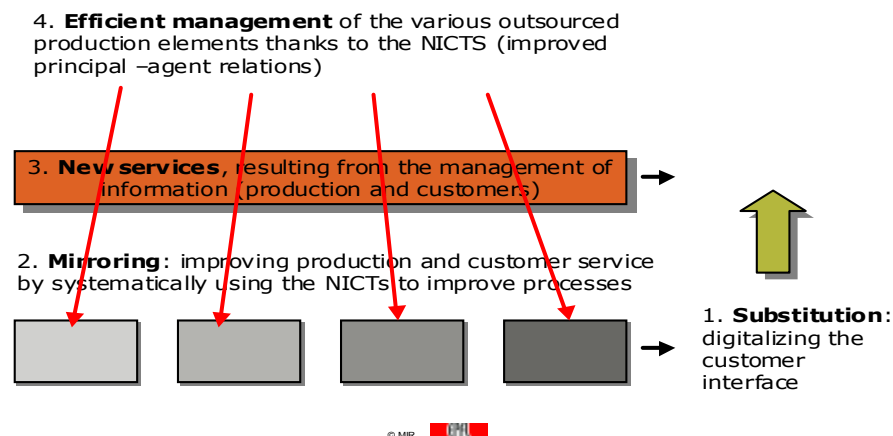 4. Efficient management of the various outsourced
production elements thanks to the NICTS (improved
principal –agent relations)
3. New services, resulting from the management of
information (production and customers)
2. Mirroring: improving production and customer service
by systematically using the NICTs to improve processes
1. Substitution:
digitalizing the
customer
interface
© MIR